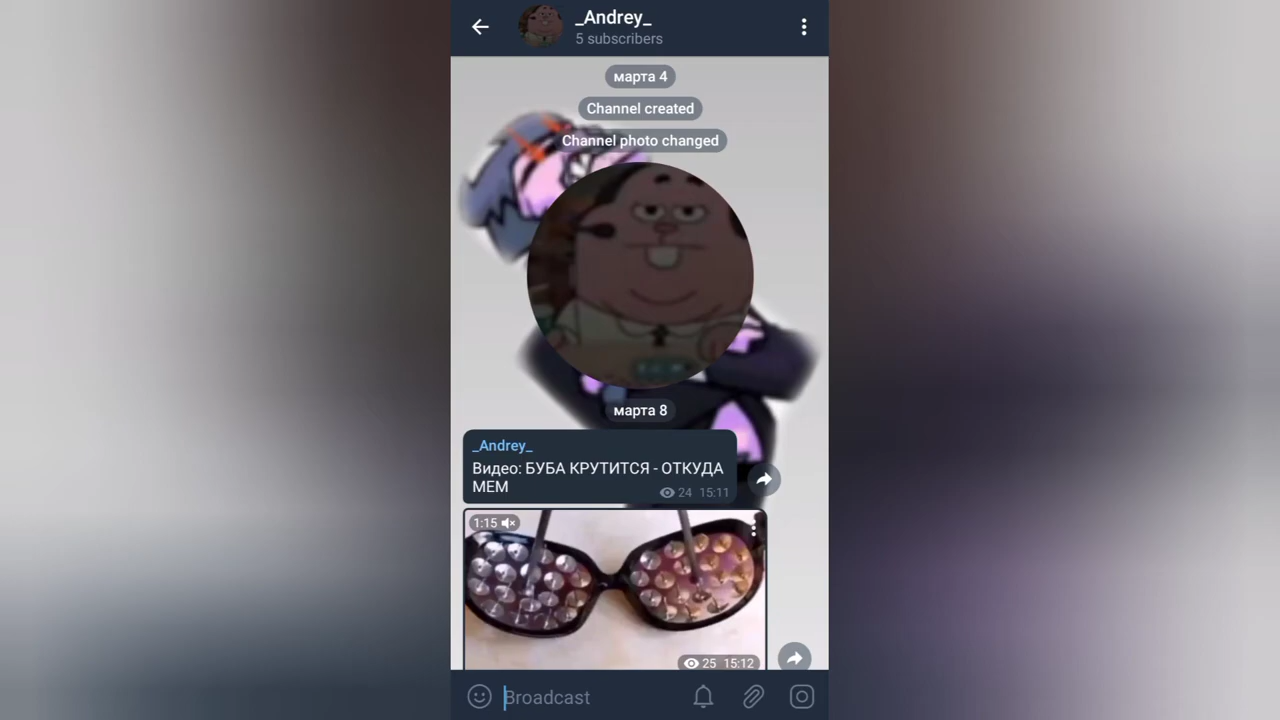 _Andrey_
5 subscribers
марта 4
Channel created
Channel photo changed
марта 8
_Andrey_
Видео: БУБА КРУТИТСЯ - ОТКУДА
МЕМ
24 15:11
1:15
25 15:12
Broadcast